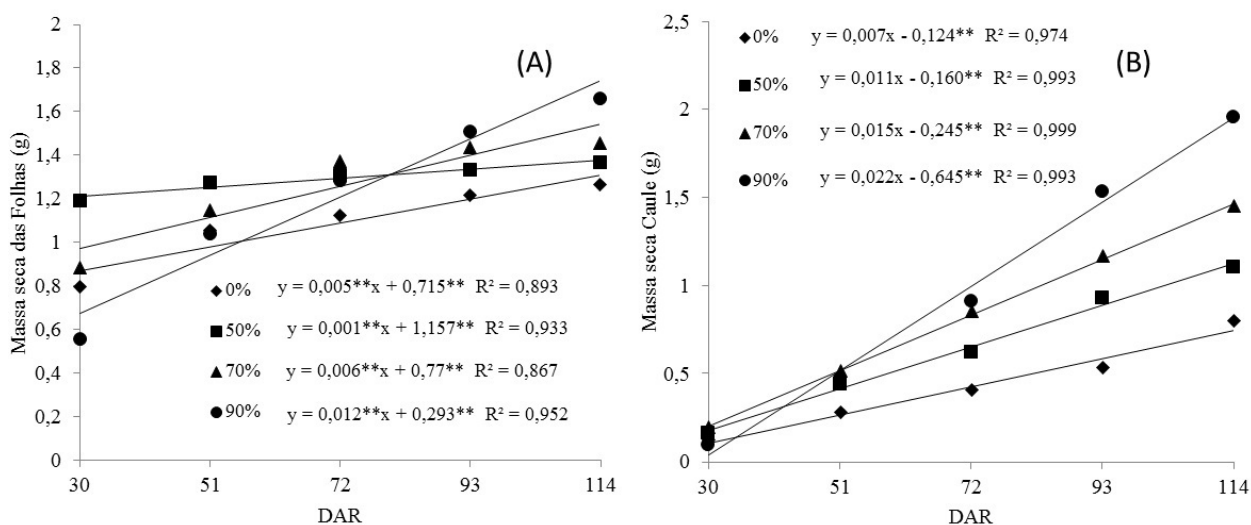 (A)
Massa seca das Folhas (g)
2
1,8
1,6
1,4
1,2
1
0,8
0,6
0,4
0,2
0
0% y = 0,005**x + 0,715** R² = 0,893
50% y = 0,001**x + 1,157** R² = 0,933
70% y = 0,006**x + 0,77** R² = 0,867
90% y = 0,012**x + 0,293** R² = 0,952
30 51 72 93 114
DAR
(B)
Massa seca Caule (g)
2,5
2
1,5
1
0,5
0
0% y = 0,007x - 0,124** R² = 0,974
50% y = 0,011x - 0,160** R² = 0,993
70% y = 0,015x - 0,245** R² = 0,999
90% y = 0,022x - 0,645** R² = 0,993
30 51 72 93 114
DAR